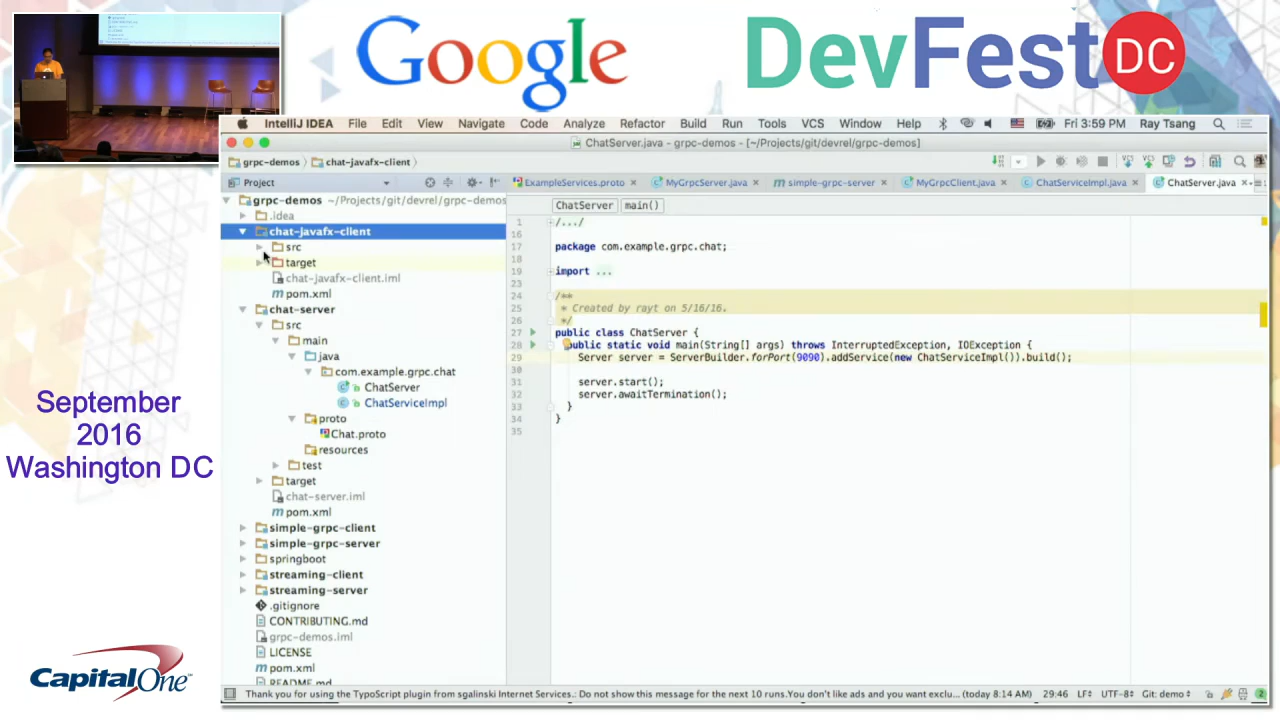 Google DevFest DC
IntelliJ IDEA File Edit View Navigate Code Analyze Refactor Build Run Tools VCS Window Help Fri 3:59 PM Ray Tsang
ChatServer.java - grpc-demos - [~/Projects/git/devrel/grpc-demos]
grpc-demos chat-javafx-client
Project
ExampleServices.proto MyGrpcServer.java simple-grpc-server MyGrpcClient.java ChatServiceImpl.java ChatServer.java
grpc-demos ~/Projects/git/devrel/grpc-demos
.idea
chat-javafx-client
src
target
chat-javafx-client.iml
pom.xml
chat-server
src
main
java
com.example.grpc.chat
ChatServer
ChatServiceImpl
proto
Chat.proto
resources
test
target
chat-server.iml
pom.xml
simple-grpc-client
simple-grpc-server
springboot
streaming-client
streaming-server
.gitignore
CONTRIBUTING.md
grpc-demos.iml
LICENSE
pom.xml
README.md
ChatServer main()
1 /.../
16
17 package com.example.grpc.chat;
18
19 import ...
23
24 /**
25 * Created by rayt on 5/16/16.
26 */
27 public class ChatServer {
28 public static void main(String[] args) throws InterruptedException, IOException {
29 Server server = ServerBuilder.forPort(9090).addService(new ChatServiceImpl()).build();
30
31 server.start();
32 server.awaitTermination();
33 }
34 }
35
Thank you for using the TypoScript plugin from sgalinski Internet Services.: Do not show this message for the next 10 runs.You don't like ads and you want exclu... (today 8:14 AM) 29:46 LF UTF-8 Git: demo 2
September
2016
Washington DC
Capital One